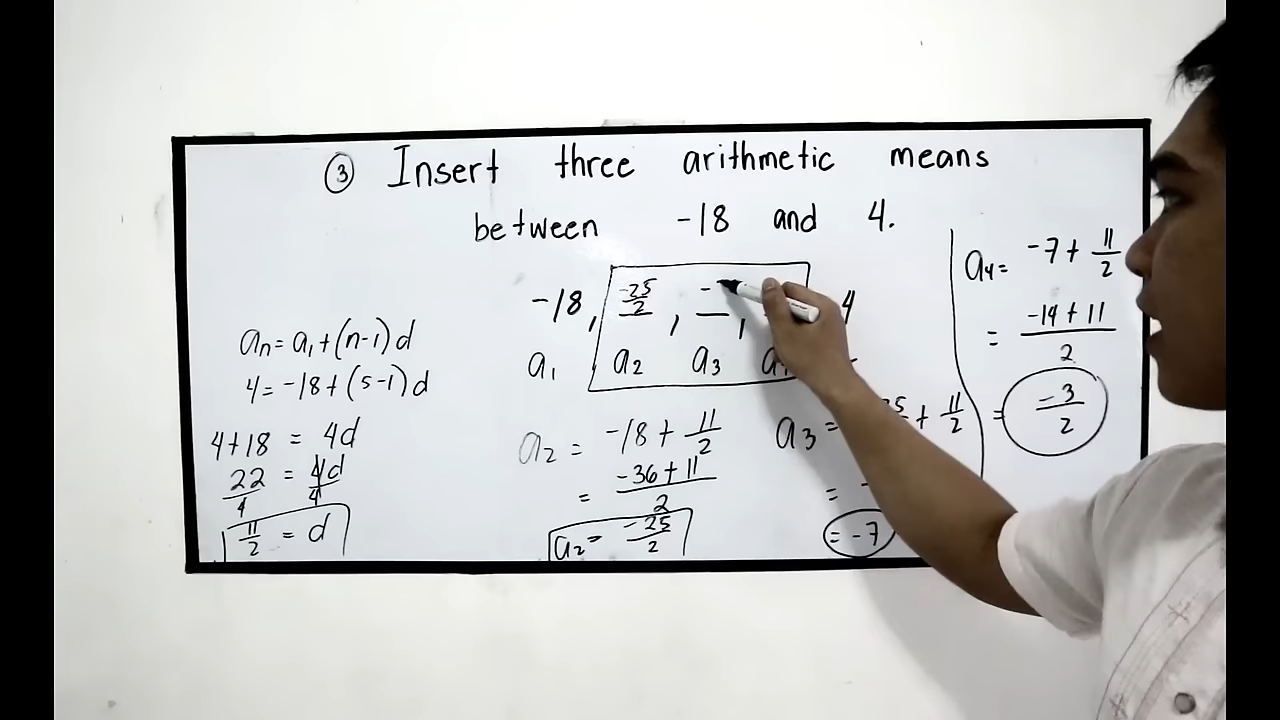 ③ Insert three arithmetic means
between -18 and 4.
-18, -25/2, -, 4
a₁ a₂ a₃
aₙ = a₁ + (n-1)d
4 = -18 + (5-1)d
4+18 = 4d
22/4 = 4d/4
11/2 = d
a₂ = -18 + 11/2
= -36+11/2
a₂ = -25/2
a₃ = + 11/2
=
= -7
a₄ = -7 + 11/2
= -14+11/2
= -3/2